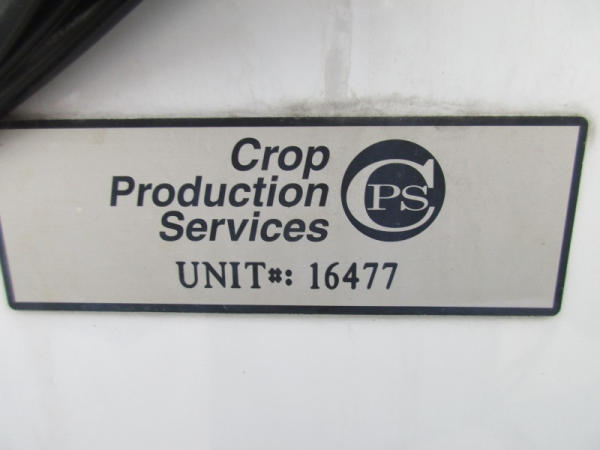 Crop
Production
Services
CPS
UNIT#: 16477